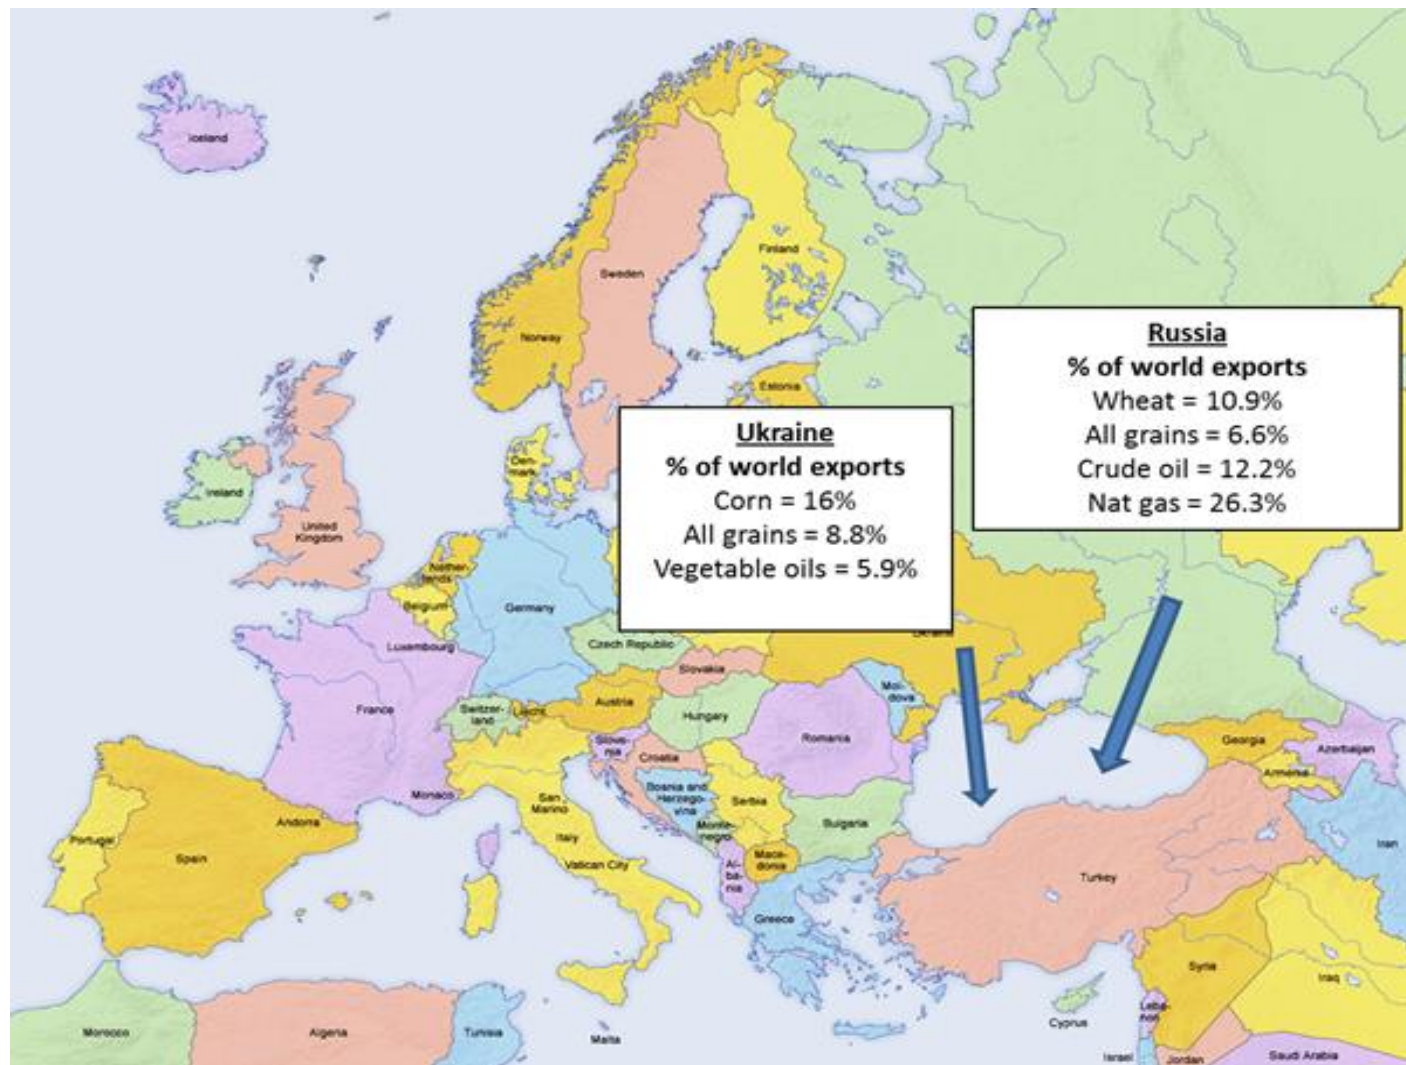 Iceland
Finland
Sweden
Norway
Estonia
Russia
% of world exports
Wheat = 10.9%
All grains = 6.6%
Crude oil = 12.2%
Nat gas = 26.3%
Ukraine
% of world exports
Corn = 16%
All grains = 8.8%
Vegetable oils = 5.9%
Den-
mark
Ireland
United
Kingdom
Nether-
lands
Belgium
Germany
Luxembourg
Czech Republic
Ukraine
Slovakia
France
Switzer-
land
Liecht.
Austria
Hungary
Mol-
dova
Romania
Slove-
nia
Croatia
Georgia
Azerbaijan
Armenia
Monaco
San
Marino
Bosnia and
Herzego-
vina
Serbia
Monte-
negro
Bulgaria
Andorra
Portugal
Spain
Italy
Vatican City
Al-
ba-
nia
Mace-
donia
Iran
Turkey
Greece
Syria
Iraq
Cyprus
Leba-
non
Morocco
Algeria
Tunisia
Malta
Israel
Jordan
Saudi Arabia